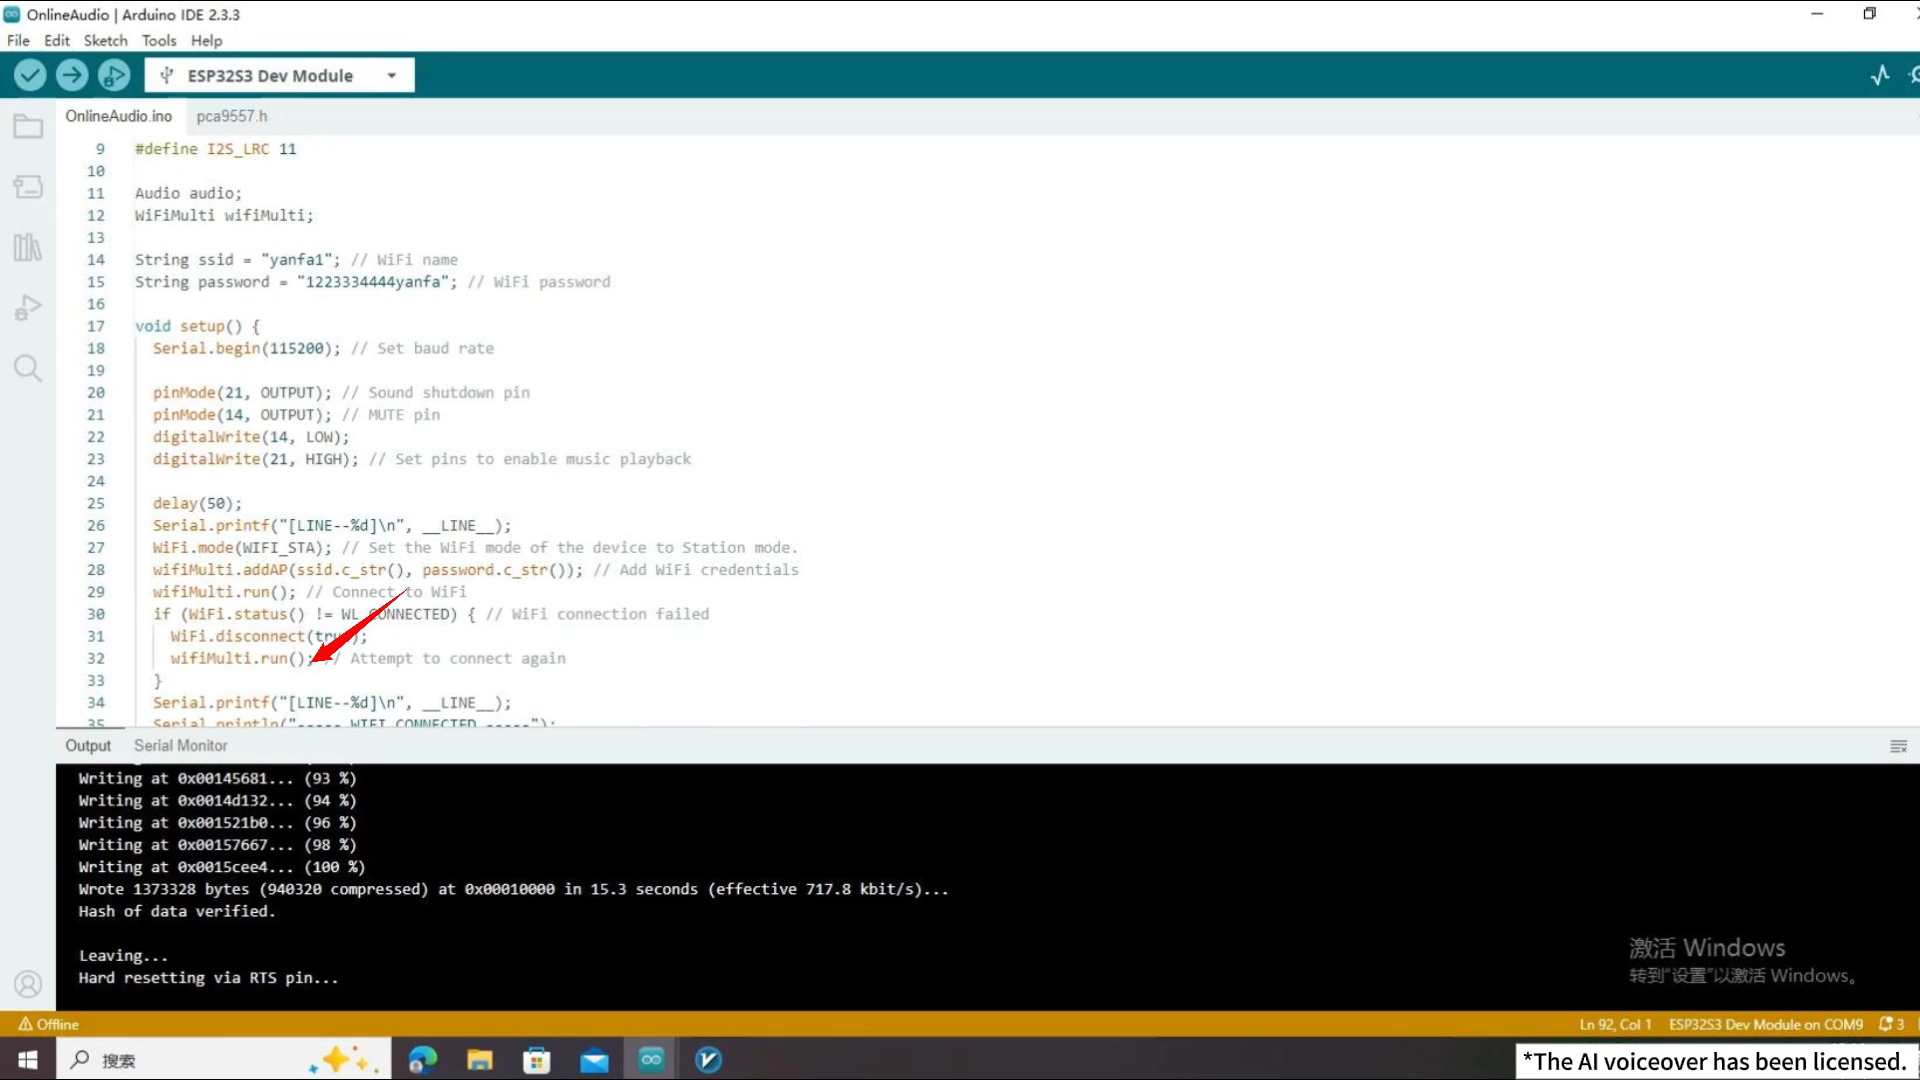 OnlineAudio | Arduino IDE 2.3.3
File Edit Sketch Tools Help
ESP32S3 Dev Module
OnlineAudio.ino pca9557.h
9 #define I2S_LRC 11
10
11 Audio audio;
12 WiFiMulti wifiMulti;
13
14 String ssid = "yanfa1"; // WiFi name
15 String password = "1223334444yanfa"; // WiFi password
16
17 void setup() {
18 Serial.begin(115200); // Set baud rate
19
20 pinMode(21, OUTPUT); // Sound shutdown pin
21 pinMode(14, OUTPUT); // MUTE pin
22 digitalWrite(14, LOW);
23 digitalWrite(21, HIGH); // Set pins to enable music playback
24
25 delay(50);
26 Serial.printf("[LINE--%d]\n", __LINE__);
27 WiFi.mode(WIFI_STA); // Set the WiFi mode of the device to Station mode.
28 wifiMulti.addAP(ssid.c_str(), password.c_str()); // Add WiFi credentials
29 wifiMulti.run(); // Connect to WiFi
30 if (WiFi.status() != WL_CONNECTED) { // WiFi connection failed
31 WiFi.disconnect(true);
32 wifiMulti.run(); // Attempt to connect again
33 }
34 Serial.printf("[LINE--%d]\n", __LINE__);
35 Serial.println("----- WIFI CONNECTED -----");
Output Serial Monitor
Writing at 0x00145681... (93 %)
Writing at 0x0014d132... (94 %)
Writing at 0x001521b0... (96 %)
Writing at 0x00157667... (98 %)
Writing at 0x0015cee4... (100 %)
Wrote 1373328 bytes (940320 compressed) at 0x00010000 in 15.3 seconds (effective 717.8 kbit/s)...
Hash of data verified.
Leaving...
Hard resetting via RTS pin...
激活 Windows
转到"设置"以激活 Windows。
Offline
Ln 92, Col 1 ESP32S3 Dev Module on COM9 3
搜索
*The AI voiceover has been licensed.